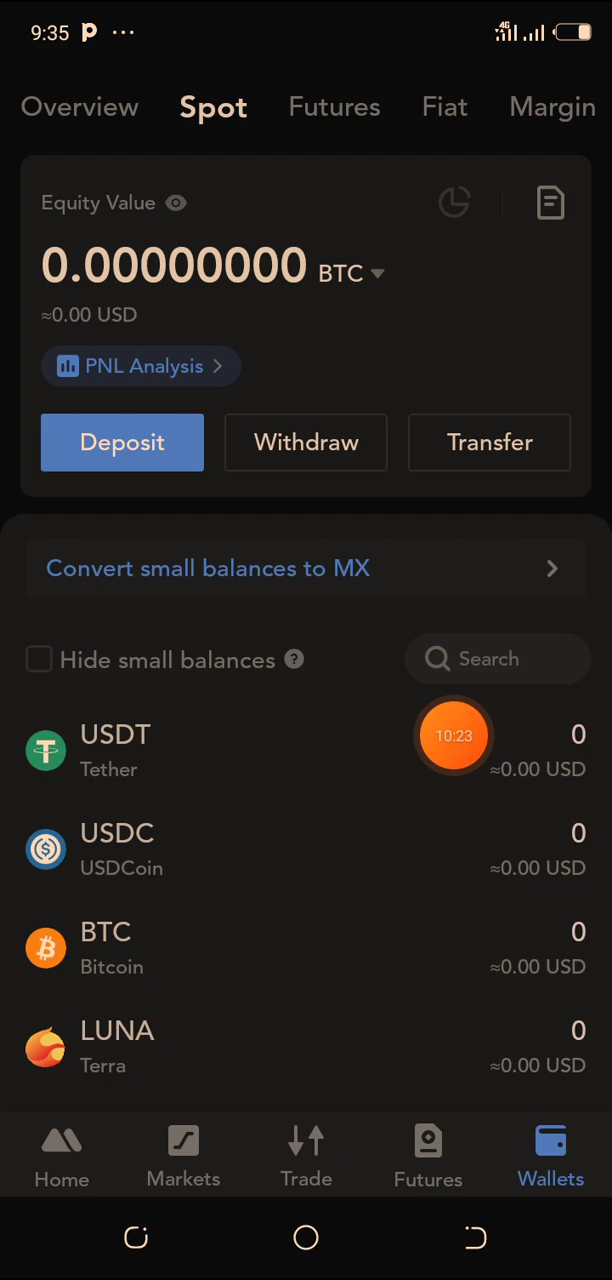 9:35 4G
Overview Spot Futures Fiat Margin
Equity Value
0.00000000 BTC
≈0.00 USD
PNL Analysis
Deposit Withdraw Transfer
Convert small balances to MX
Hide small balances ? Search
USDT 0
Tether ≈0.00 USD
10:23
USDC 0
USDCoin ≈0.00 USD
BTC 0
Bitcoin ≈0.00 USD
LUNA 0
Terra ≈0.00 USD
Home Markets Trade Futures Wallets